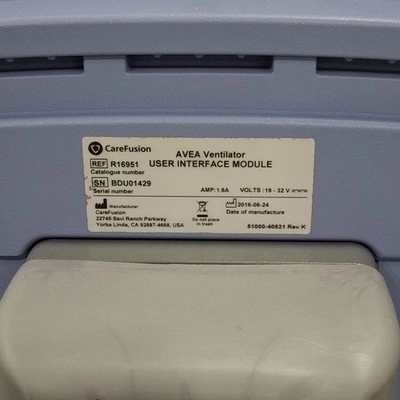 CareFusion
AVEA Ventilator
USER INTERFACE MODULE
REF R16951
Catalogue number
SN BDU01429
Serial number
AMP:1.6A
VOLTS:19 - 32 V
Manufacturer
CareFusion
22745 Savi Ranch Parkway
Yorba Linda, CA 92887-4668, USA
Do not place
in trash
2016-06-24
Date of manufacture
51000-40821 Rev K